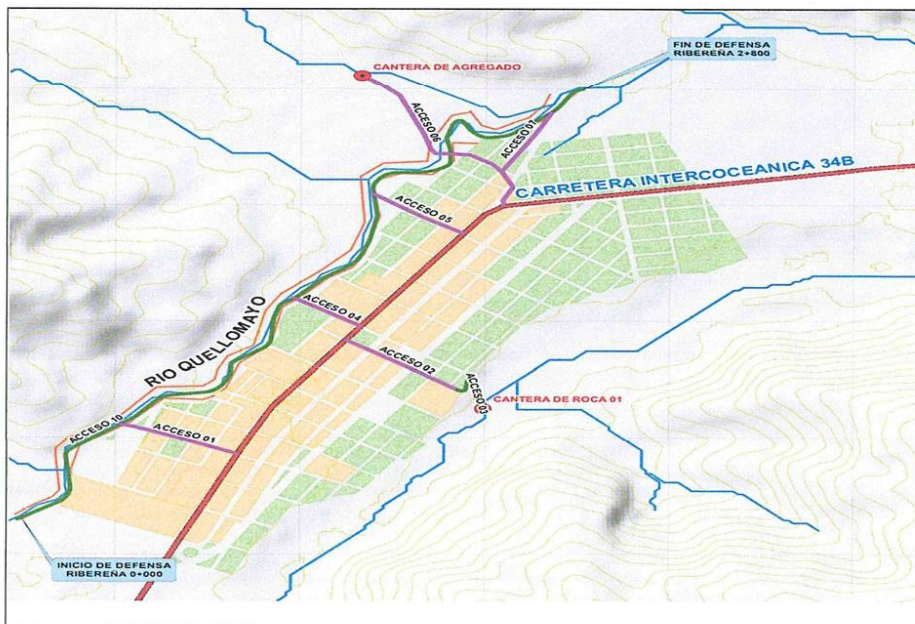 FIN DE DEFENSA
RIBEREÑA 2+800
CANTERA DE AGREGADO
ACCESO 06
ACCESO 07
CARRETERA INTERCOEANICA 34B
ACCESO 05
RIO QUELLOMAYO
ACCESO 04
ACCESO 02
ACCESO 03
CANTERA DE ROCA 01
ACCESO 10
ACCESO 01
INICIO DE DEFENSA
RIBEREÑA 0+000